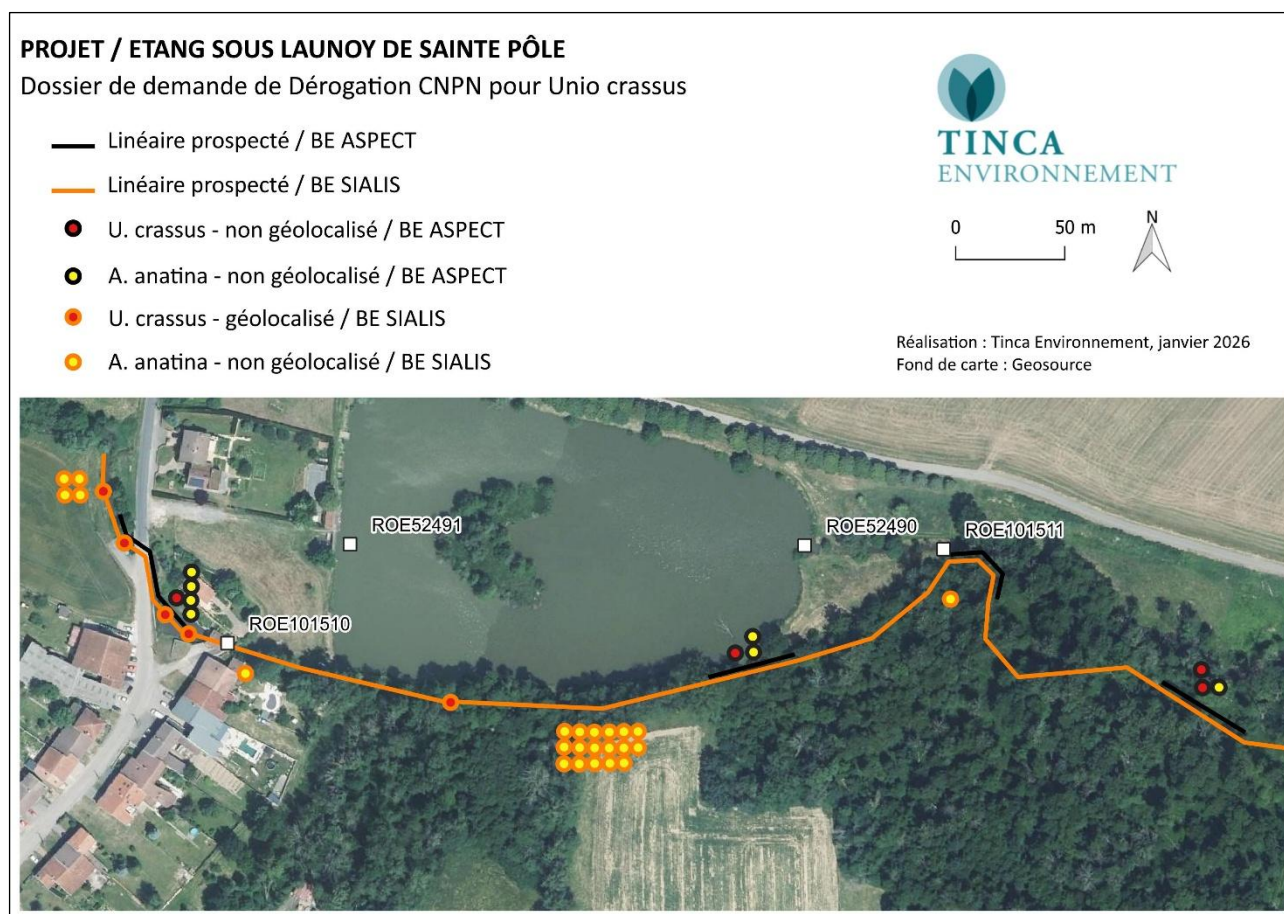 PROJET / ETANG SOUS LAUNOY DE SAINTE PÔLE
Dossier de demande de Dérogation CNPN pour Unio crassus
Linéaire prospecté / BE ASPECT
Linéaire prospecté / BE SIALIS
U. crassus - non géolocalisé / BE ASPECT
A. anatina - non géolocalisé / BE ASPECT
U. crassus - géolocalisé / BE SIALIS
A. anatina - non géolocalisé / BE SIALIS
TINCA
ENVIRONNEMENT
0 50 m N
Réalisation : Tinca Environnement, janvier 2026
Fond de carte : Geosource
ROE52491
ROE52490
ROE101511
ROE101510